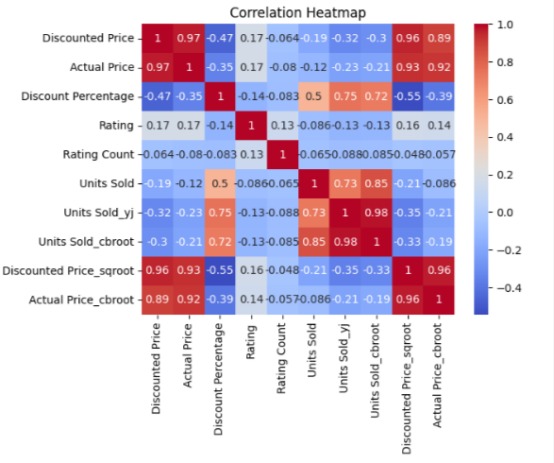 Correlation Heatmap
Discounted Price 1 0.97 -0.47 0.17 -0.064 -0.19 -0.32 -0.3 0.96 0.89
Actual Price 0.97 1 -0.35 0.17 -0.08 -0.12 -0.23 -0.21 0.93 0.92
Discount Percentage -0.47 -0.35 1 -0.14 -0.083 0.5 0.75 0.72 -0.55 -0.39
Rating 0.17 0.17 -0.14 1 0.13 -0.086 -0.13 -0.13 0.16 0.14
Rating Count -0.064 -0.08 -0.083 0.13 1 -0.065 0.088 0.085 0.048 0.057
Units Sold -0.19 -0.12 0.5 -0.086 0.065 1 0.73 0.85 -0.21 -0.086
Units Sold_yj -0.32 -0.23 0.75 -0.13 -0.088 0.73 1 0.98 -0.35 -0.21
Units Sold_cbroot -0.3 -0.21 0.72 -0.13 -0.085 0.85 0.98 1 -0.33 -0.19
Discounted Price_sqroot 0.96 0.93 -0.55 0.16 -0.048 -0.21 -0.35 -0.33 1 0.96
Actual Price_cbroot 0.89 0.92 -0.39 0.14 -0.057 -0.086 -0.21 -0.19 0.96 1
Discounted Price
Actual Price
Discount Percentage
Rating
Rating Count
Units Sold
Units Sold_yj
Units Sold_cbroot
Discounted Price_sqroot
Actual Price_cbroot
1.0
0.8
0.6
0.4
0.2
0.0
−0.2
−0.4